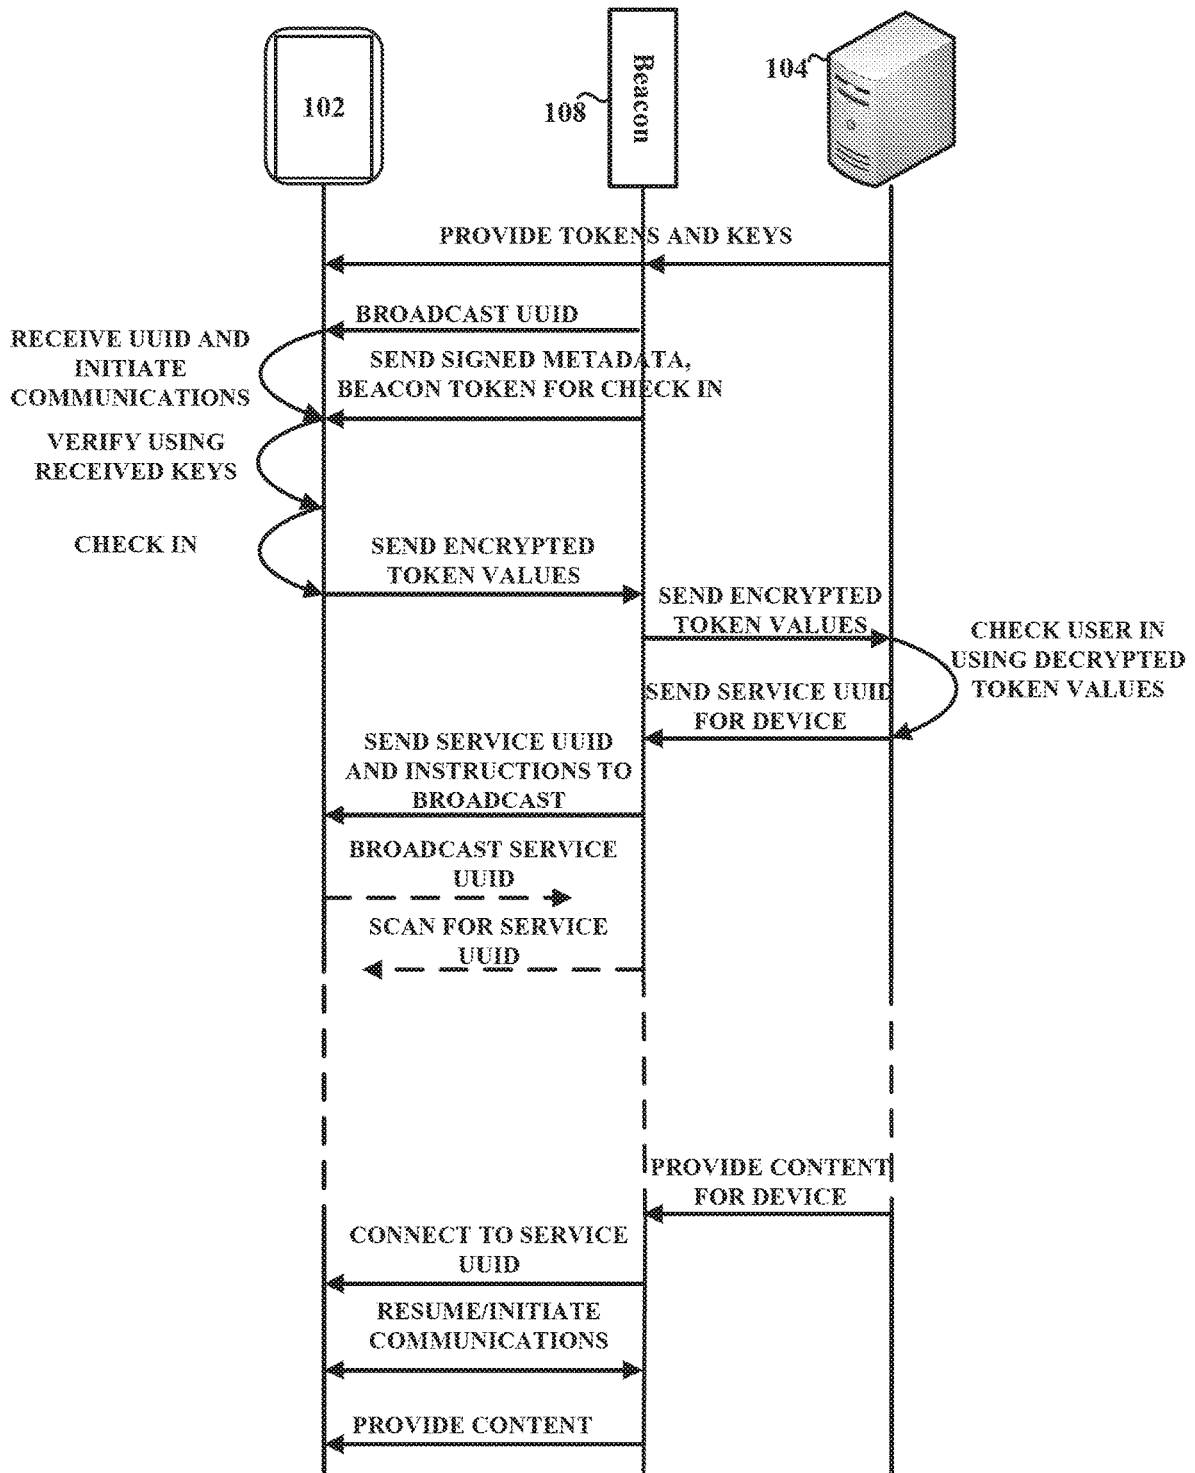 102
Beacon
108
104
PROVIDE TOKENS AND KEYS
BROADCAST UUID
RECEIVE UUID AND
INITIATE
COMMUNICATIONS
SEND SIGNED METADATA,
BEACON TOKEN FOR CHECK IN
VERIFY USING
RECEIVED KEYS
CHECK IN
SEND ENCRYPTED
TOKEN VALUES
SEND ENCRYPTED
TOKEN VALUES
CHECK USER IN
USING DECRYPTED
TOKEN VALUES
SEND SERVICE UUID
FOR DEVICE
SEND SERVICE UUID
AND INSTRUCTIONS TO
BROADCAST
BROADCAST SERVICE
UUID
SCAN FOR SERVICE
UUID
PROVIDE CONTENT
FOR DEVICE
CONNECT TO SERVICE
UUID
RESUME/INITIATE
COMMUNICATIONS
PROVIDE CONTENT